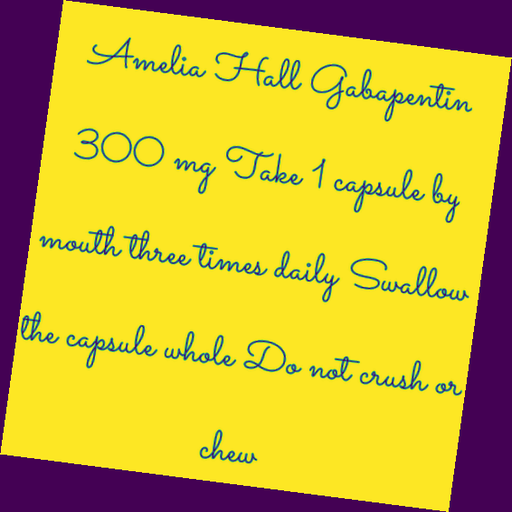 Amelia Hall Gabapentin
300 mg Take 1 capsule by
mouth three times daily Swallow
the capsule whole Do not crush or
chew